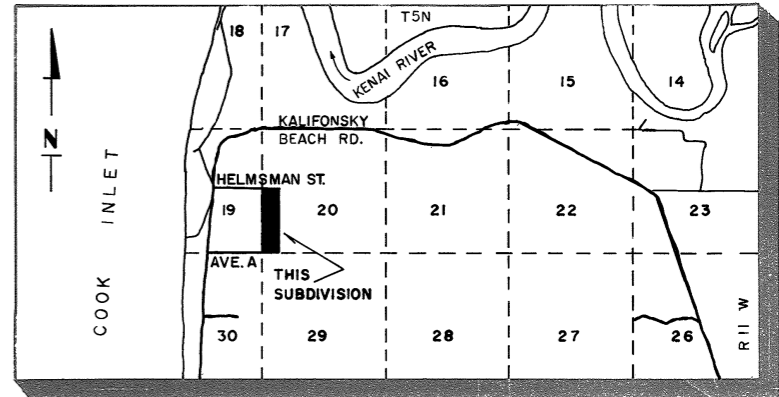 T5N
18 17
KENAI RIVER
16 15 14
N
KALIFONSKY
BEACH RD.
COOK INLET
HELMSMAN ST.
19 20 21 22 23
AVE. A
THIS
SUBDIVISION
30 29 28 27 26
R11W